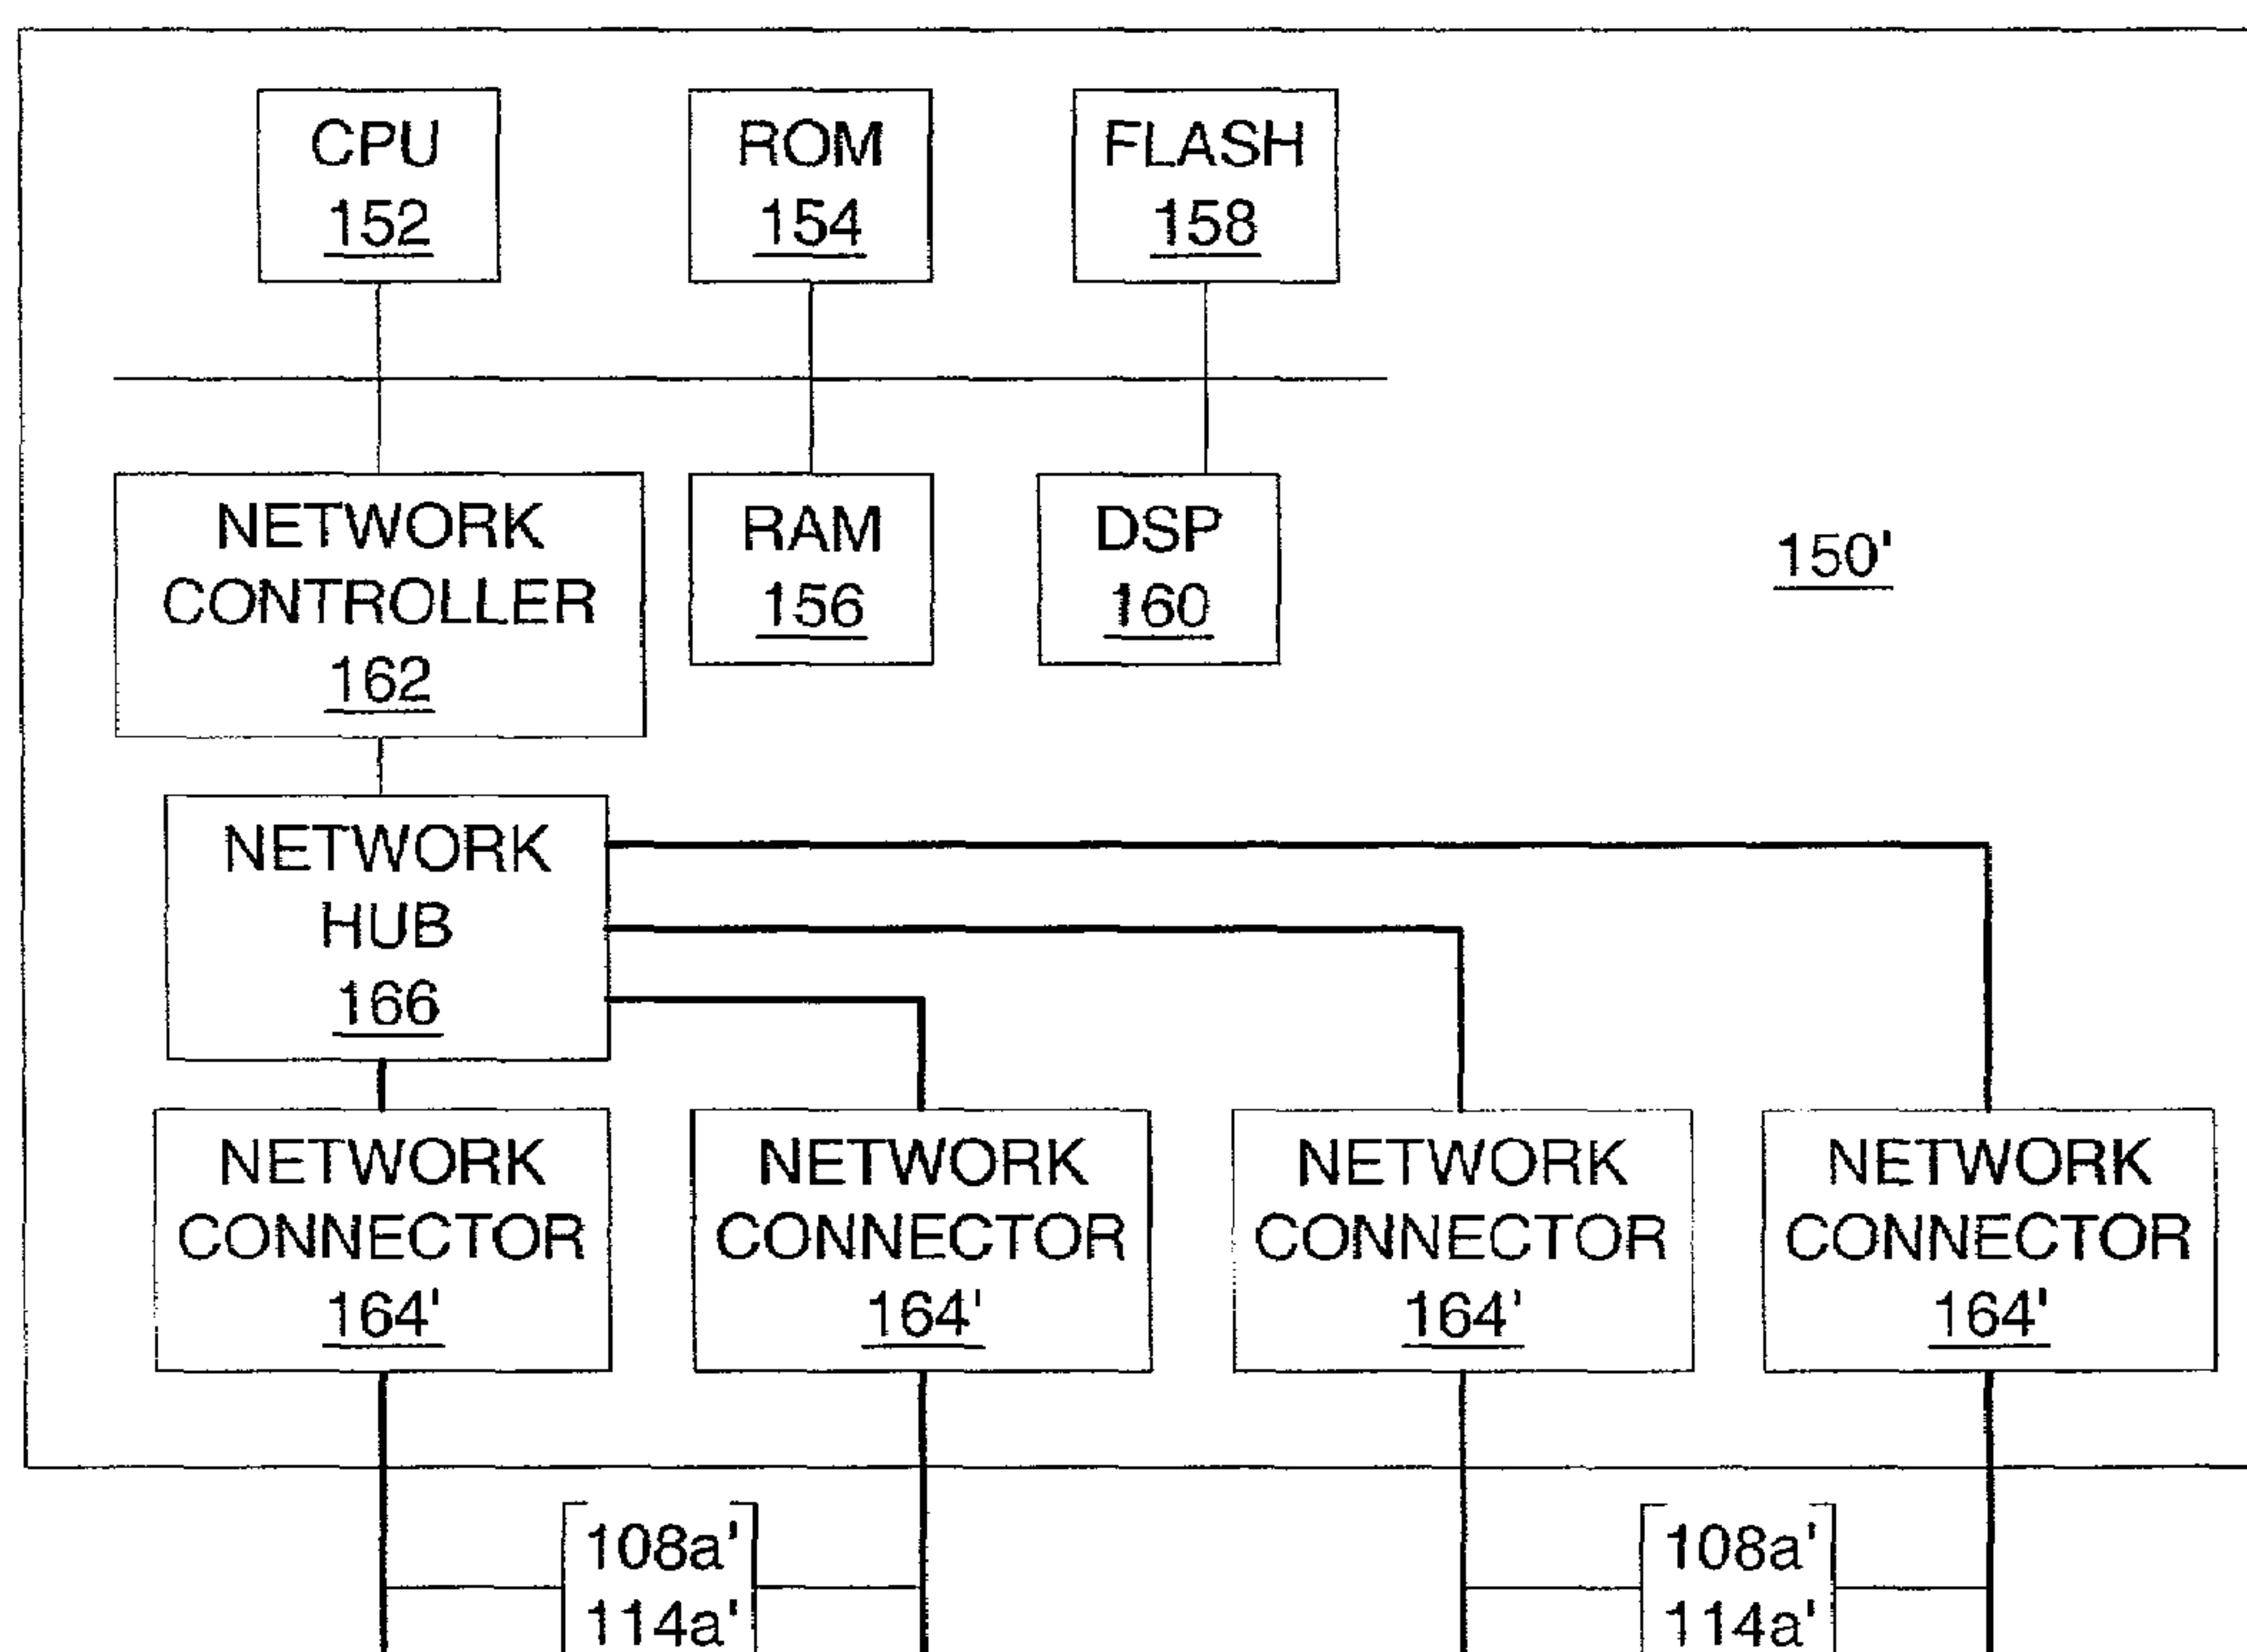 CPU
152
ROM
154
FLASH
158
NETWORK
CONTROLLER
162
RAM
156
DSP
160
150'
NETWORK
HUB
166
NETWORK
CONNECTOR
164'
NETWORK
CONNECTOR
164'
NETWORK
CONNECTOR
164'
NETWORK
CONNECTOR
164'
108a'
114a'
108a'
114a'